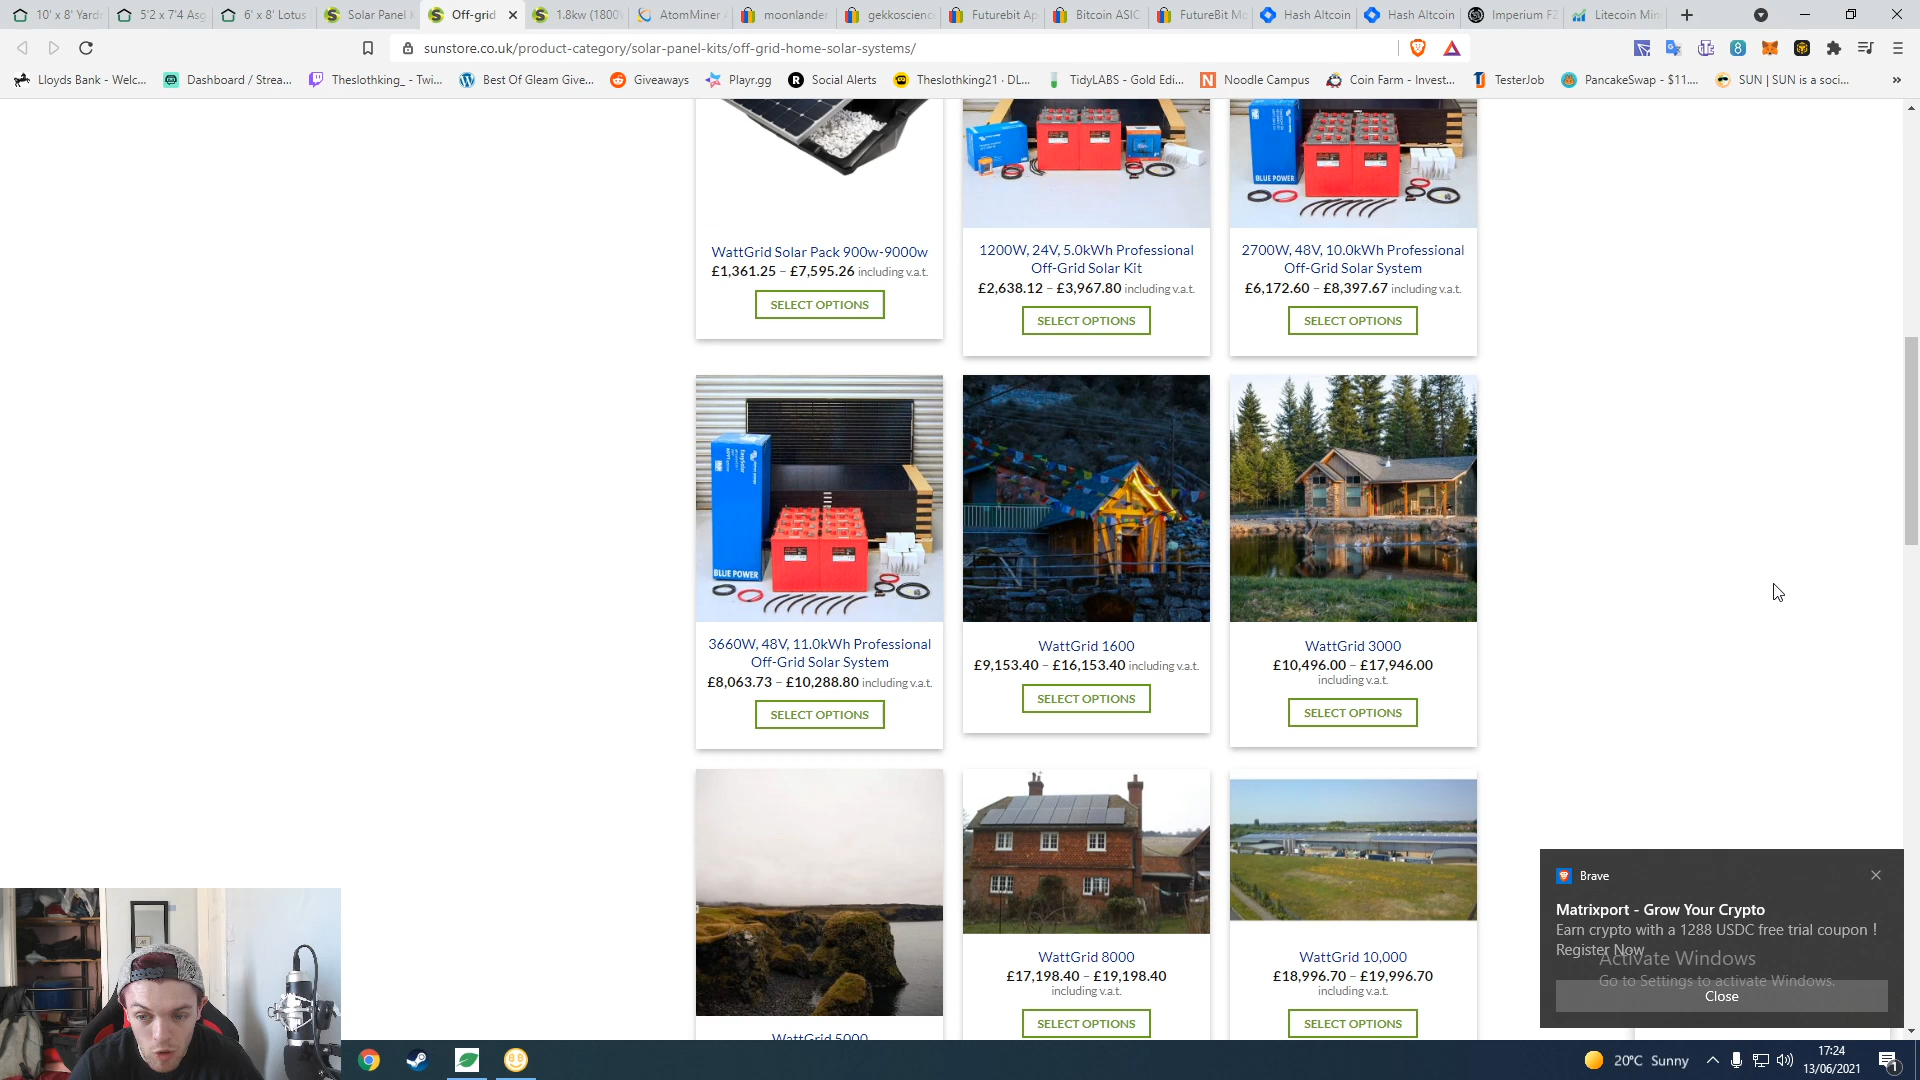 10' x 8' Yard
5'2 x 7'4 Asg
6' x 8' Lotus
Solar Panel K
Off-grid
1.8kw (1800W
AtomMiner
moonlander
gekkoscienc
Futurebit Ap
Bitcoin ASIC
FutureBit Mo
Hash Altcoin
Hash Altcoin
Imperium F2
Litecoin Min
sunstore.co.uk/product-category/solar-panel-kits/off-grid-home-solar-systems/
Lloyds Bank - Welc...
Dashboard / Strea...
Theslothking_ - Twi...
Best Of Gleam Give...
Giveaways
Playr.gg
Social Alerts
Theslothking21 · DL...
TidyLABS - Gold Edi...
Noodle Campus
Coin Farm - Invest...
TesterJob
PancakeSwap - $11....
SUN | SUN is a soci...
WattGrid Solar Pack 900w-9000w
£1,361.25 – £7,595.26 including v.a.t.
SELECT OPTIONS
1200W, 24V, 5.0kWh Professional
Off-Grid Solar Kit
£2,638.12 – £3,967.80 including v.a.t.
SELECT OPTIONS
BLUE POWER
2700W, 48V, 10.0kWh Professional
Off-Grid Solar System
£6,172.60 – £8,397.67 including v.a.t.
SELECT OPTIONS
BLUE POWER
3660W, 48V, 11.0kWh Professional
Off-Grid Solar System
£8,063.73 – £10,288.80 including v.a.t.
SELECT OPTIONS
WattGrid 1600
£9,153.40 – £16,153.40 including v.a.t.
SELECT OPTIONS
WattGrid 3000
£10,496.00 – £17,946.00
including v.a.t.
SELECT OPTIONS
WattGrid 5000
WattGrid 8000
£17,198.40 – £19,198.40
including v.a.t.
SELECT OPTIONS
WattGrid 10,000
£18,996.70 – £19,996.70
including v.a.t.
SELECT OPTIONS
Brave
Matrixport - Grow Your Crypto
Earn crypto with a 1288 USDC free trial coupon !
Register Now
Activate Windows
Go to Settings to activate Windows.
Close
20°C Sunny
17:24
13/06/2021
1